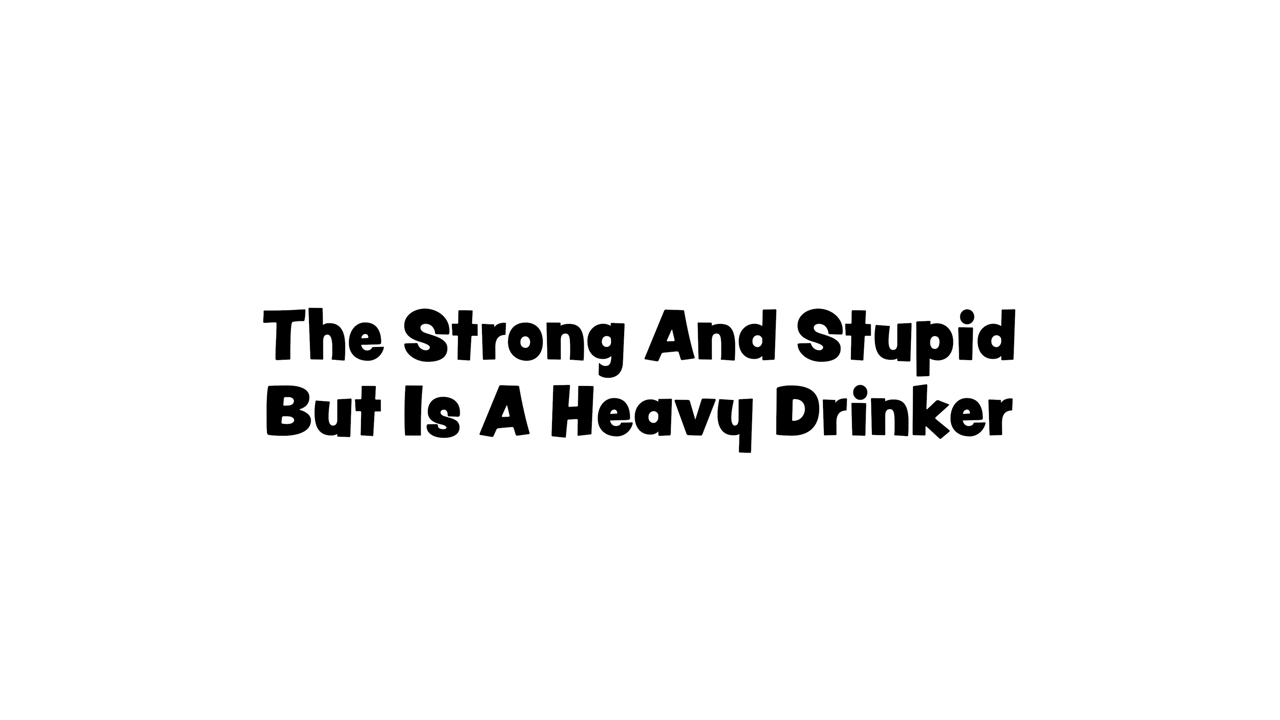 The Strong And Stupid
But Is A Heavy Drinker